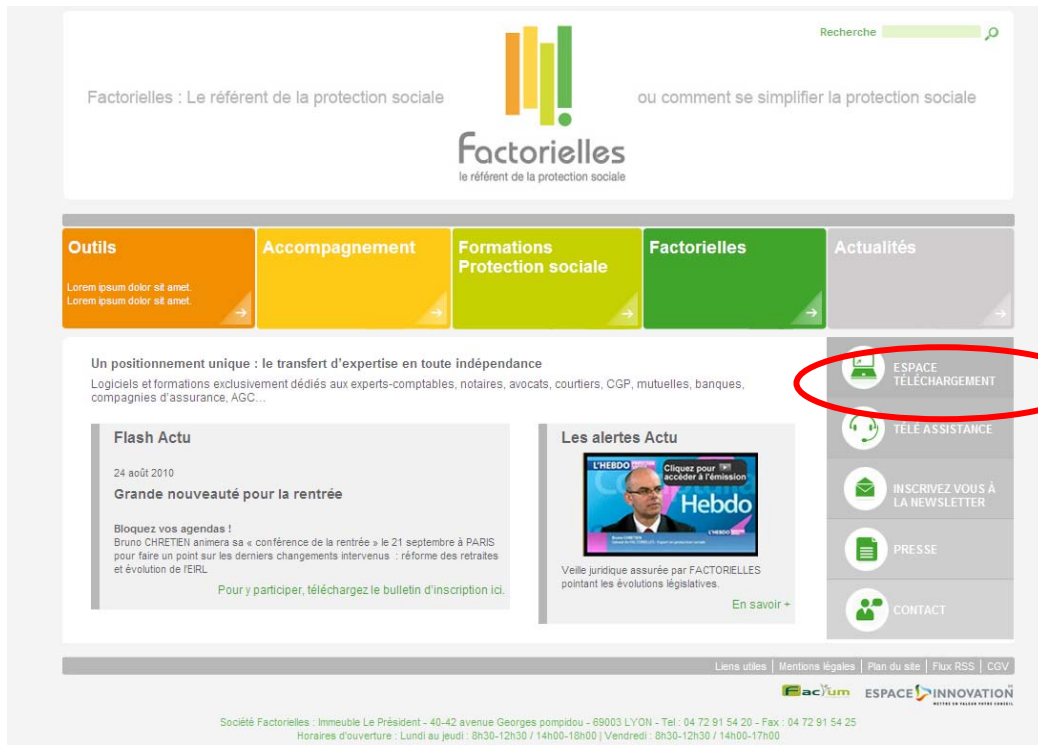 Recherche
Factorielles : Le référent de la protection sociale
ou comment se simplifier la protection sociale
Factorielles
le référent de la protection sociale
Outils
Lorem ipsum dolor sit amet.
Lorem ipsum dolor sit amet.
Accompagnement
Formations
Protection sociale
Factorielles
Actualités
Un positionnement unique : le transfert d'expertise en toute indépendance
Logiciels et formations exclusivement dédiés aux experts-comptables, notaires, avocats, courtiers, CGP, mutuelles, banques,
compagnies d'assurance, AGC...
Flash Actu
24 août 2010
Grande nouveauté pour la rentrée
Bloquez vos agendas !
Bruno CHRETIEN animera sa « conférence de la rentrée » le 21 septembre à PARIS
pour faire un point sur les derniers changements intervenus : réforme des retraites
et évolution de l'EIRL
Pour y participer, téléchargez le bulletin d'inscription ici.
Les alertes Actu
L'HEBDO
Cliquez pour
accéder à l'émission
Hebdo
Bruno CHRETIEN
Veille juridique assurée par FACTORIELLES
pointant les évolutions législatives.
En savoir +
ESPACE
TÉLÉCHARGEMENT
TÉLÉ ASSISTANCE
INSCRIVEZ VOUS À
LA NEWSLETTER
PRESSE
CONTACT
Liens utiles | Mentions légales | Plan du site | Flux RSS | CGV
Factum
ESPACE INNOVATION
METTRE EN VALEUR VOTRE CONSEIL
Société Factorielles : Immeuble Le Président - 40-42 avenue Georges pompidou - 69003 LYON - Tel : 04 72 91 54 20 - Fax : 04 72 91 54 25
Horaires d'ouverture : Lundi au jeudi : 8h30-12h30 / 14h00-18h00 | Vendredi : 8h30-12h30 / 14h00-17h00